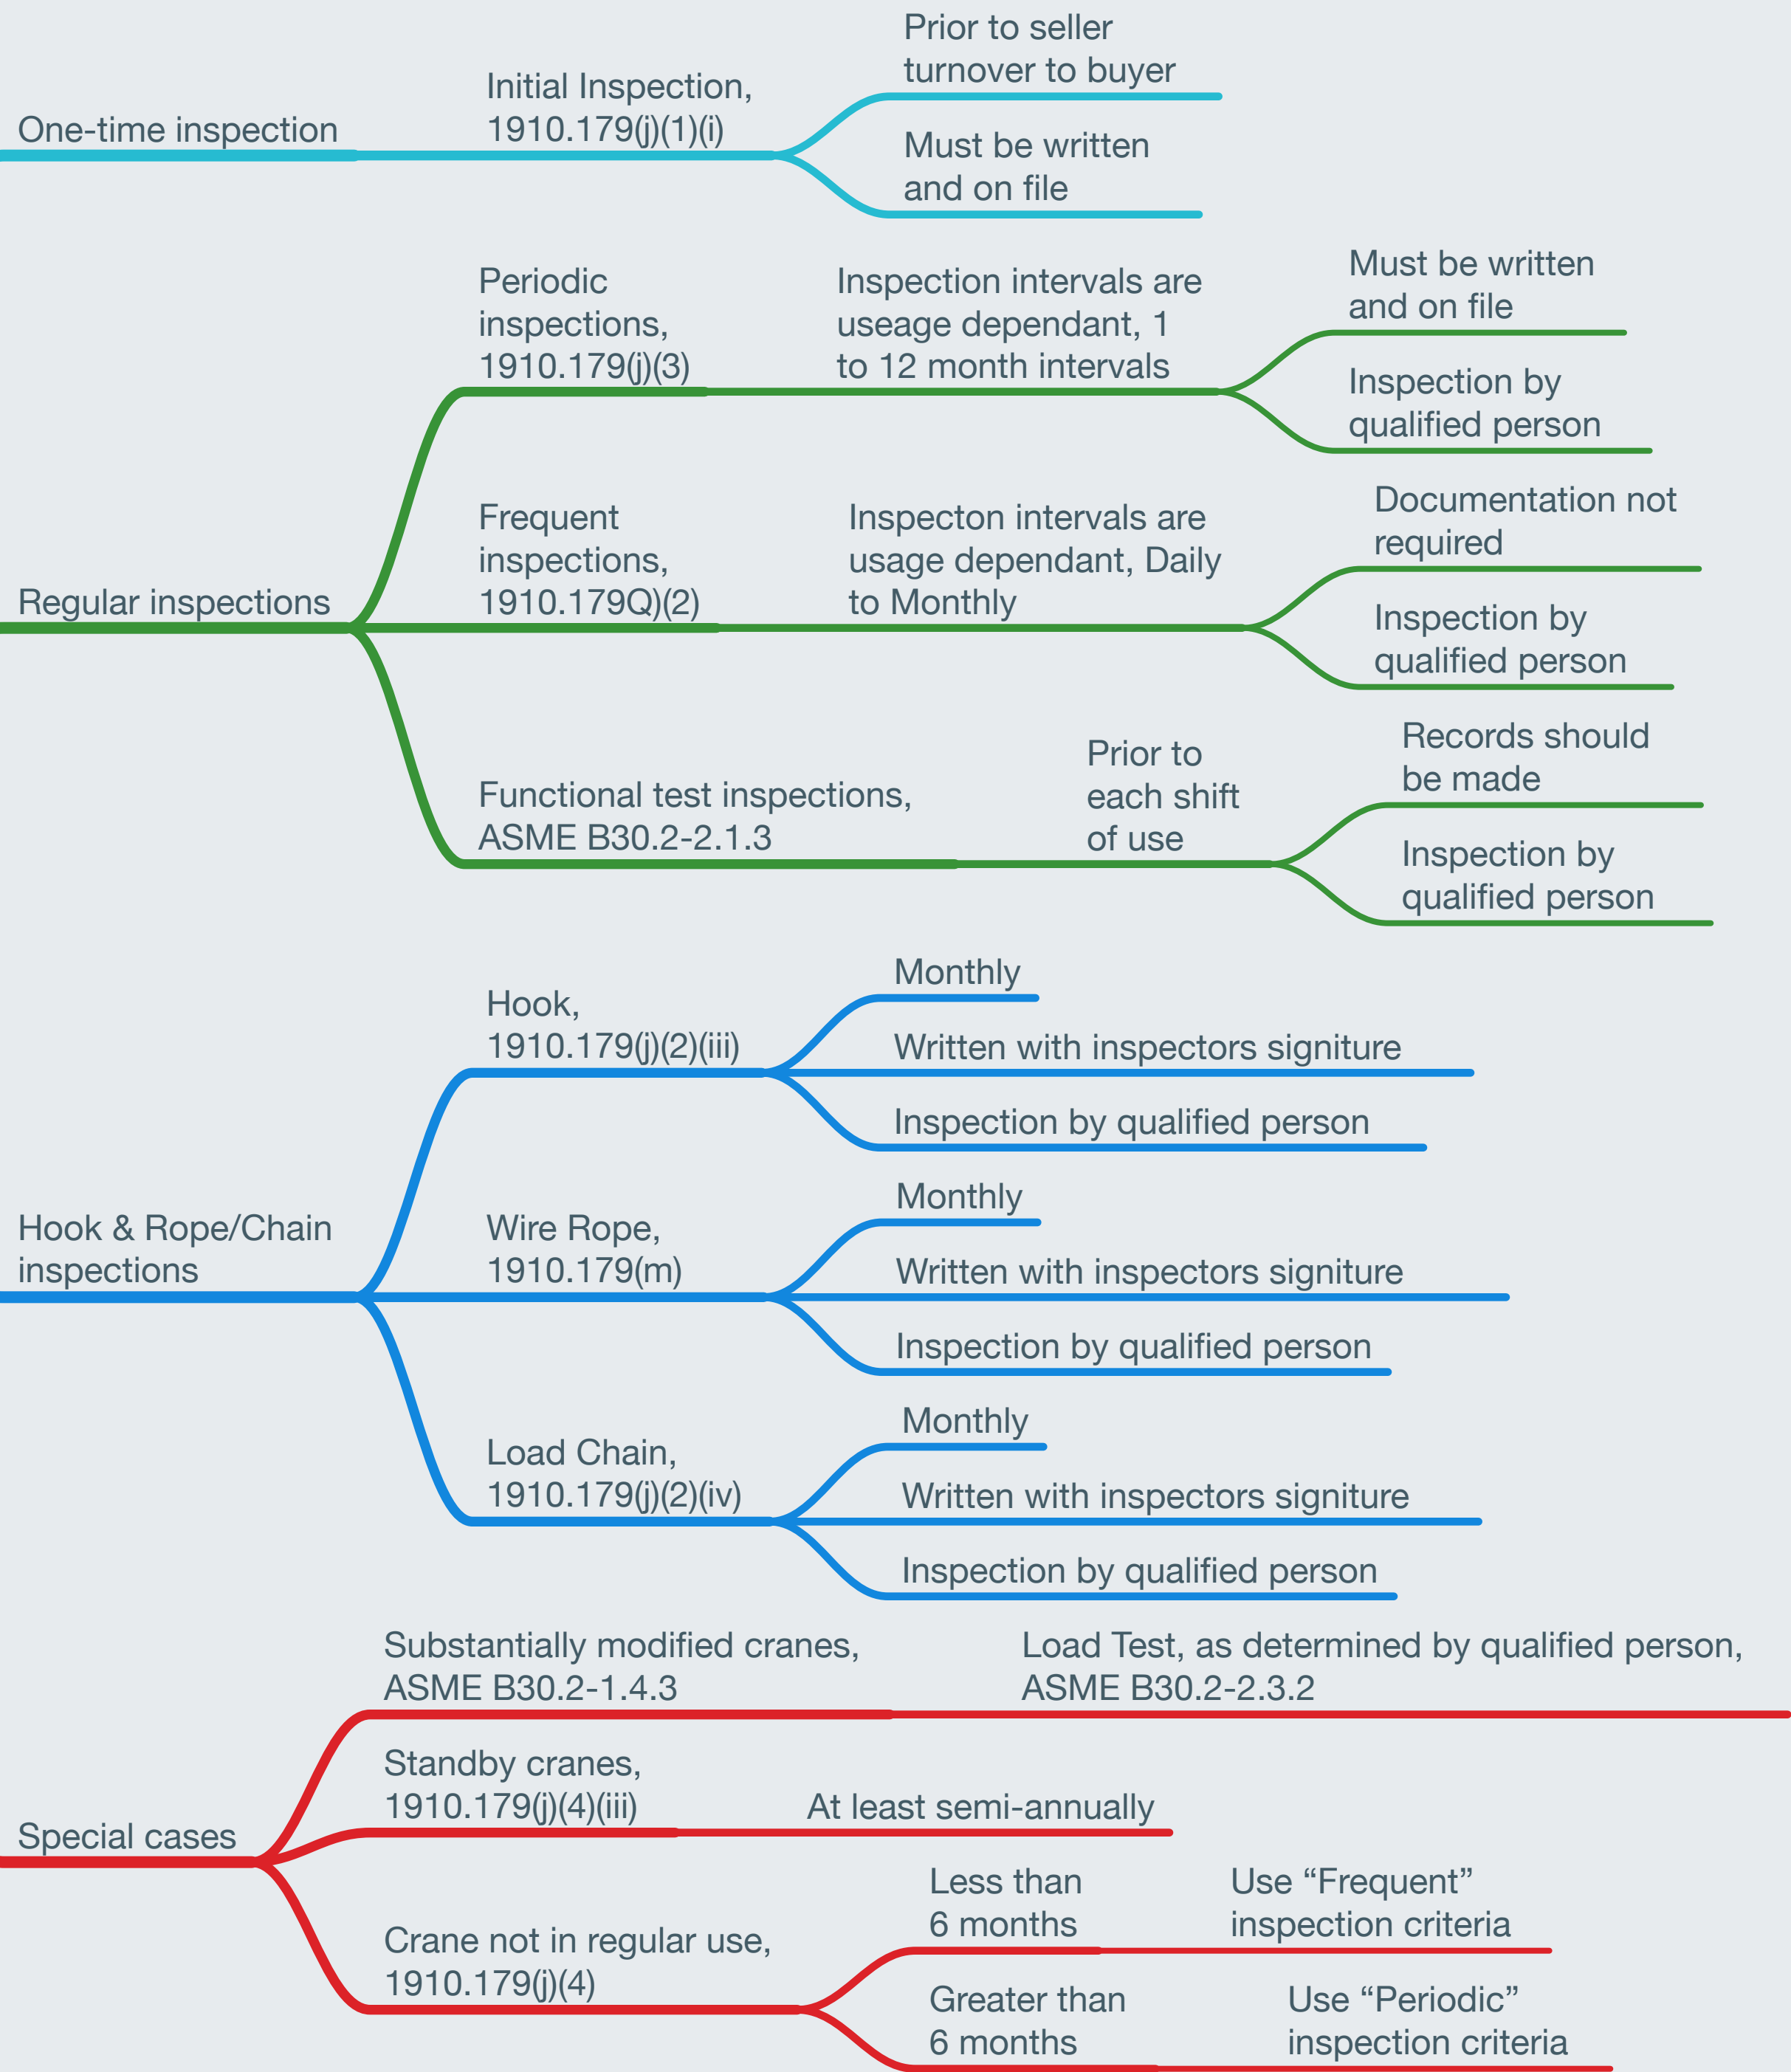 One-time inspection
Initial Inspection,
1910.179(j)(1)(i)
Prior to seller
turnover to buyer
Must be written
and on file
Regular inspections
Periodic
inspections,
1910.179(j)(3)
Inspection intervals are
useage dependant, 1
to 12 month intervals
Must be written
and on file
Inspection by
qualified person
Frequent
inspections,
1910.179Q)(2)
Inspecton intervals are
usage dependant, Daily
to Monthly
Documentation not
required
Inspection by
qualified person
Functional test inspections,
ASME B30.2-2.1.3
Prior to
each shift
of use
Records should
be made
Inspection by
qualified person
Hook & Rope/Chain
inspections
Hook,
1910.179(j)(2)(iii)
Monthly
Written with inspectors signiture
Inspection by qualified person
Wire Rope,
1910.179(m)
Monthly
Written with inspectors signiture
Inspection by qualified person
Load Chain,
1910.179(j)(2)(iv)
Monthly
Written with inspectors signiture
Inspection by qualified person
Special cases
Substantially modified cranes,
ASME B30.2-1.4.3
Load Test, as determined by qualified person,
ASME B30.2-2.3.2
Standby cranes,
1910.179(j)(4)(iii)
At least semi-annually
Crane not in regular use,
1910.179(j)(4)
Less than
6 months
Use “Frequent”
inspection criteria
Greater than
6 months
Use “Periodic”
inspection criteria